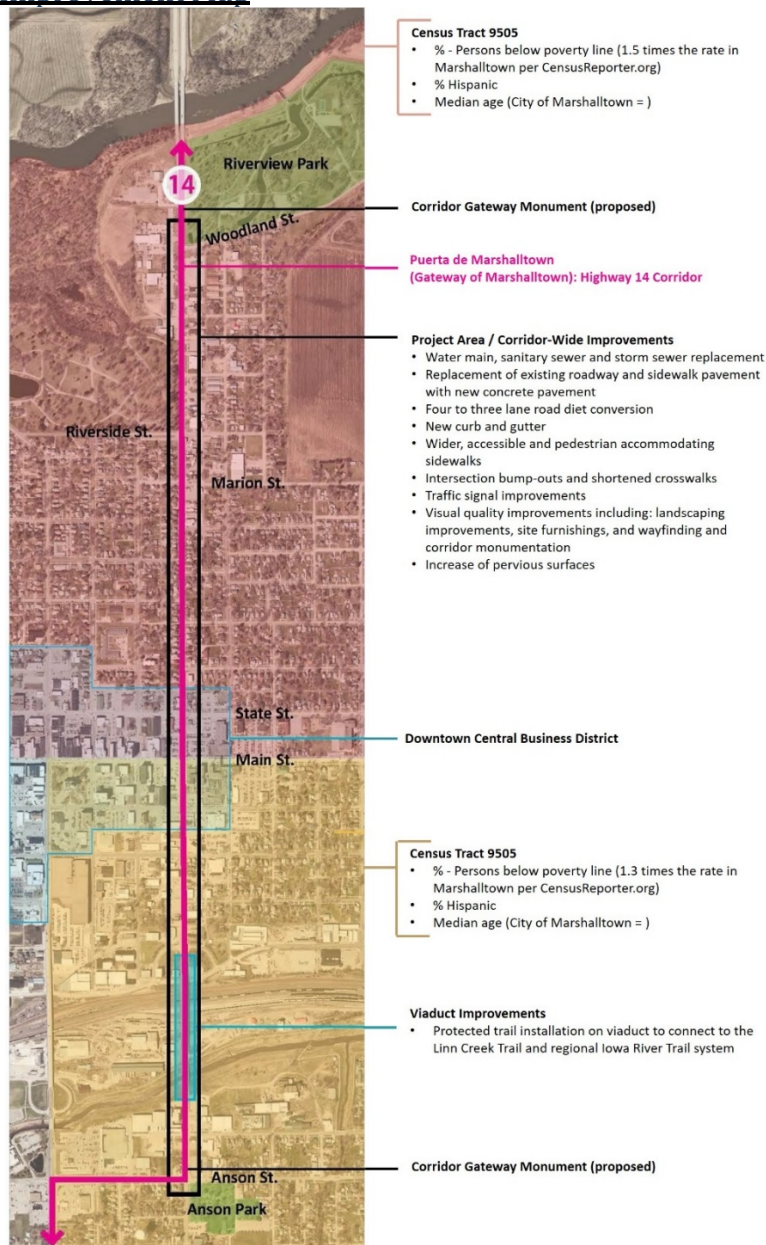 Census Tract 9505
• % - Persons below poverty line (1.5 times the rate in
Marshalltown per CensusReporter.org)
• % Hispanic
• Median age (City of Marshalltown = )
Riverview Park
14
Corridor Gateway Monument (proposed)
Woodland St.
Puerta de Marshalltown
(Gateway of Marshalltown): Highway 14 Corridor
Project Area / Corridor-Wide Improvements
• Water main, sanitary sewer and storm sewer replacement
• Replacement of existing roadway and sidewalk pavement
with new concrete pavement
• Four to three lane road diet conversion
• New curb and gutter
• Wider, accessible and pedestrian accommodating
sidewalks
• Intersection bump-outs and shortened crosswalks
• Traffic signal improvements
• Visual quality improvements including: landscaping
improvements, site furnishings, and wayfinding and
corridor monumentation
• Increase of pervious surfaces
Riverside St.
Marion St.
State St.
Downtown Central Business District
Main St.
Census Tract 9505
• % - Persons below poverty line (1.3 times the rate in
Marshalltown per CensusReporter.org)
• % Hispanic
• Median age (City of Marshalltown = )
Viaduct Improvements
• Protected trail installation on viaduct to connect to the
Linn Creek Trail and regional Iowa River Trail system
Corridor Gateway Monument (proposed)
Anson St.
Anson Park